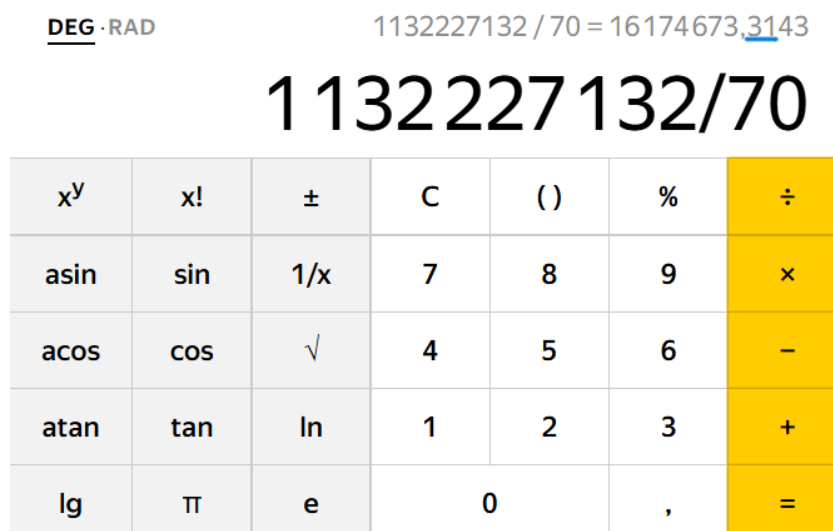 DEG · RAD 1132227132 / 70 = 16174673,3143
1132227132/70
xʸ x! ± C ( ) % ÷
asin sin 1/x 7 8 9 ×
acos cos √ 4 5 6 −
atan tan ln 1 2 3 +
lg π e 0 , =